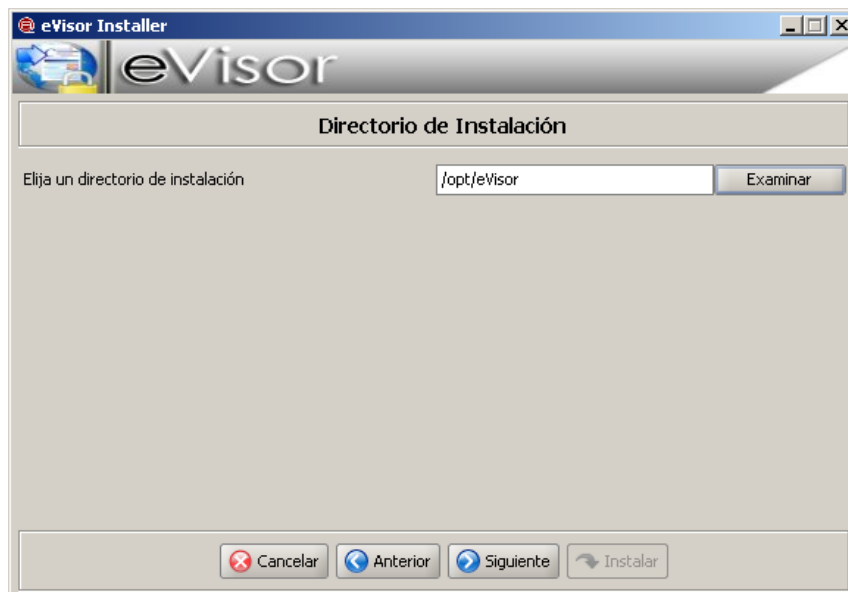 eVisor Installer
eVisor
Directorio de Instalación
Elija un directorio de instalación /opt/eVisor Examinar
Cancelar Anterior Siguiente Instalar